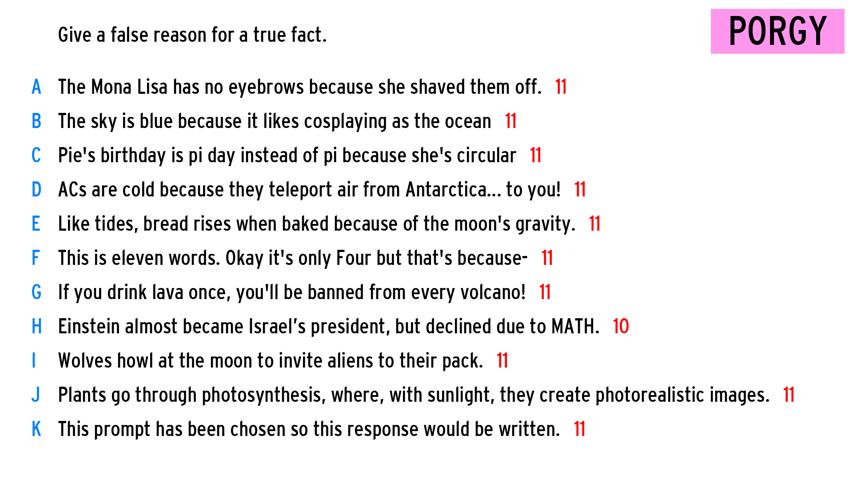 Give a false reason for a true fact.
PORGY
A The Mona Lisa has no eyebrows because she shaved them off. 11
B The sky is blue because it likes cosplaying as the ocean 11
C Pie's birthday is pi day instead of pi because she's circular 11
D ACs are cold because they teleport air from Antarctica... to you! 11
E Like tides, bread rises when baked because of the moon's gravity. 11
F This is eleven words. Okay it's only Four but that's because- 11
G If you drink lava once, you'll be banned from every volcano! 11
H Einstein almost became Israel’s president, but declined due to MATH. 10
I Wolves howl at the moon to invite aliens to their pack. 11
J Plants go through photosynthesis, where, with sunlight, they create photorealistic images. 11
K This prompt has been chosen so this response would be written. 11